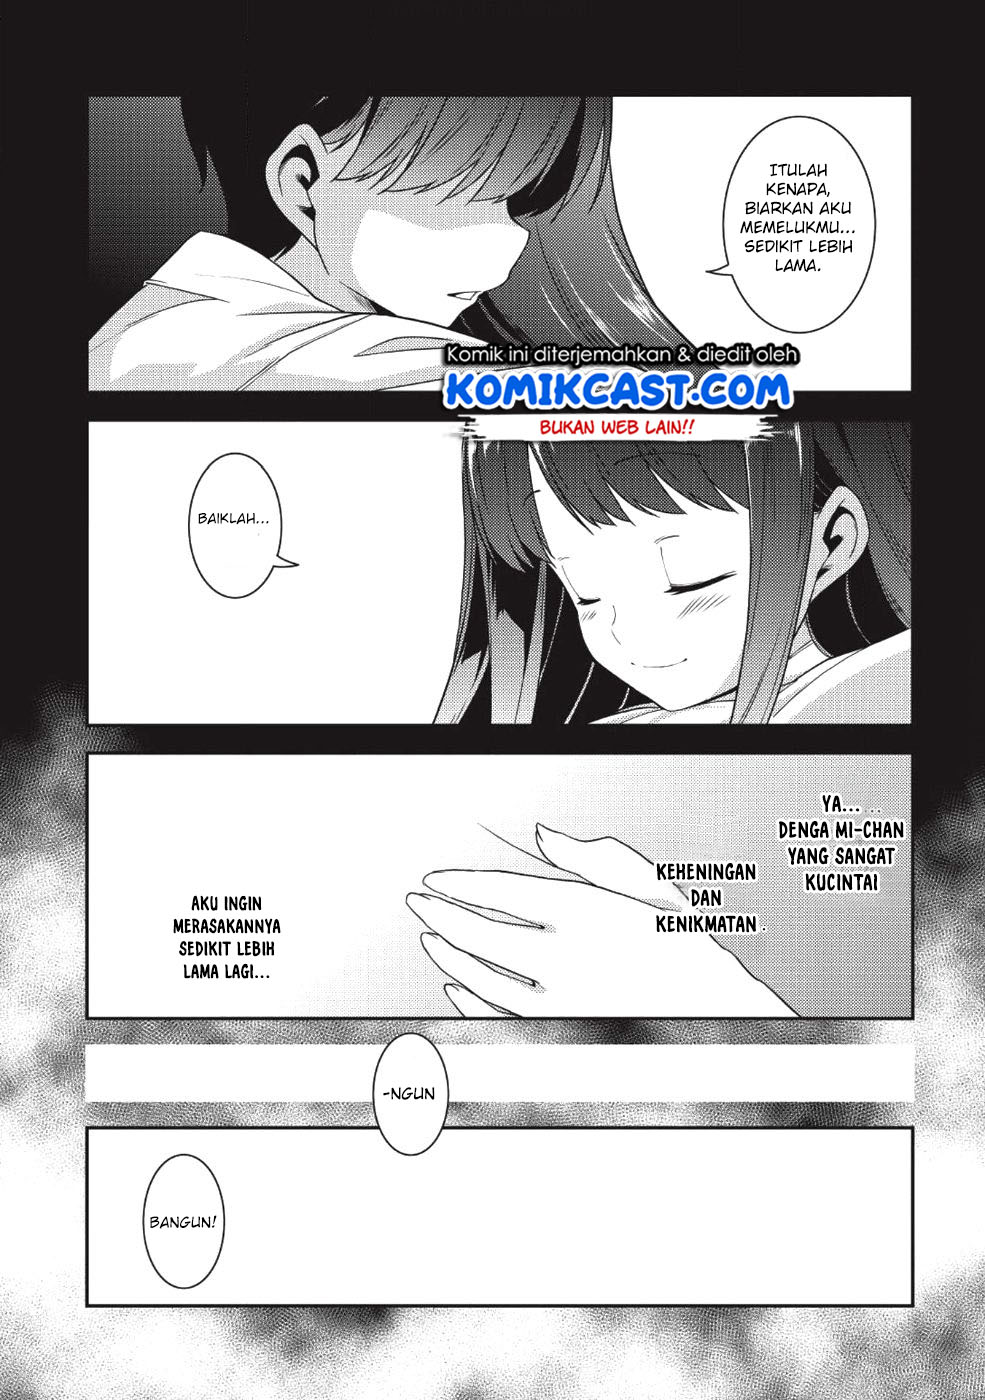 ITULAH
KENAPA,
BIARKAN AKU
MEMELUKMU...
SEDIKIT LEBIH
LAMA.
Komik ini diterjemahkan & diedit oleh
KOMIKCAST.COM
BUKAN WEB LAIN!!
BAIKLAH...
YA...
DENGA MI-CHAN
YANG SANGAT
KUCINTAI
KEHENINGAN
DAN
KENIKMATAN
AKU INGIN
MERASAKANNYA
SEDIKIT LEBIH
LAMA LAGI...
-NGUN
BANGUN!